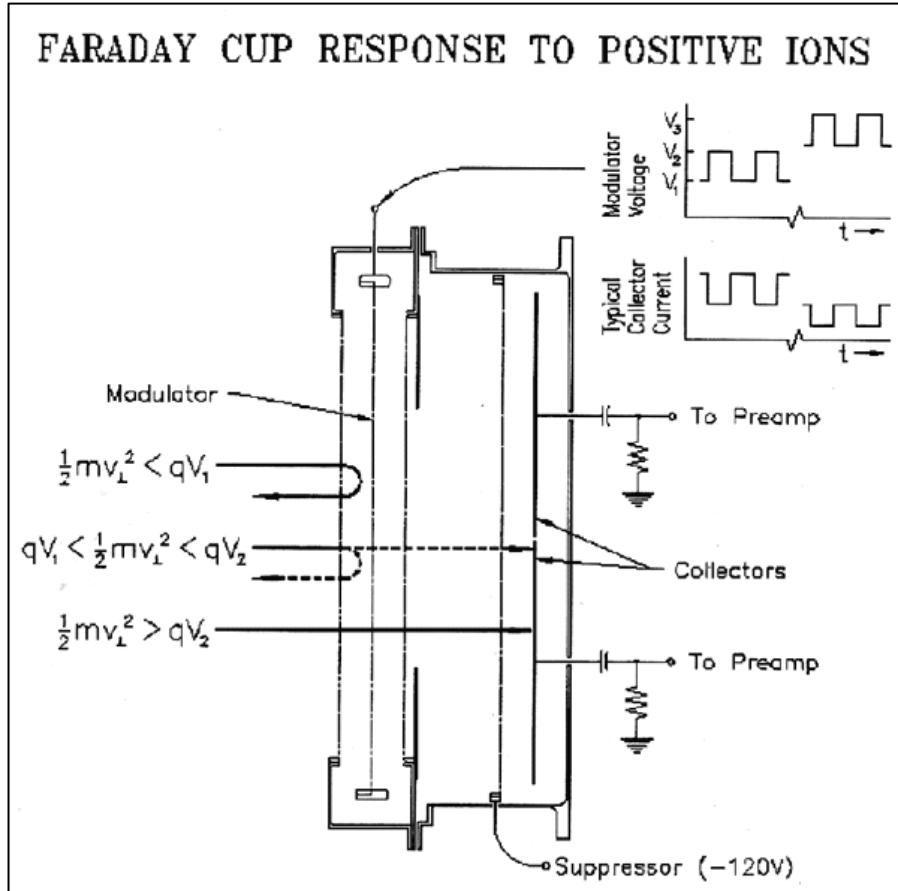 FARADAY CUP RESPONSE TO POSITIVE IONS
Modulator
Voltage
V₃
V₂
V₁
t
Typical
Collector
Current
t
Modulator
½mv⊥² < qV₁
qV₁ < ½mv⊥² < qV₂
½mv⊥² > qV₂
To Preamp
Collectors
To Preamp
Suppressor (-120V)